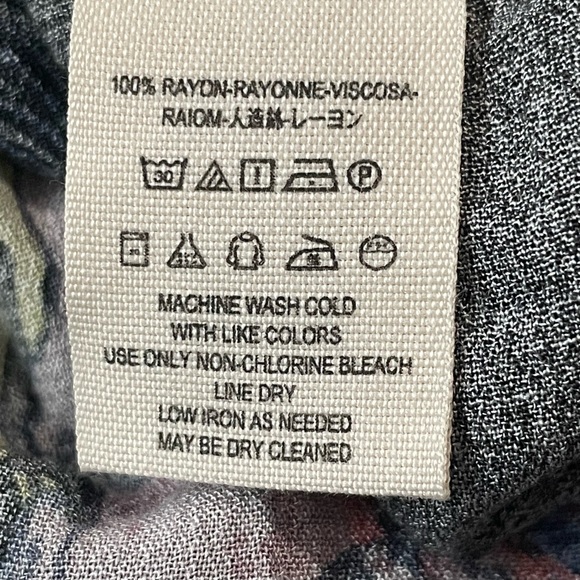 100% RAYON-RAYONNE-VISCOSA-
RAIOM-人造絲-レーヨン
30 P
MACHINE WASH COLD
WITH LIKE COLORS
USE ONLY NON-CHLORINE BLEACH
LINE DRY
LOW IRON AS NEEDED
MAY BE DRY CLEANED